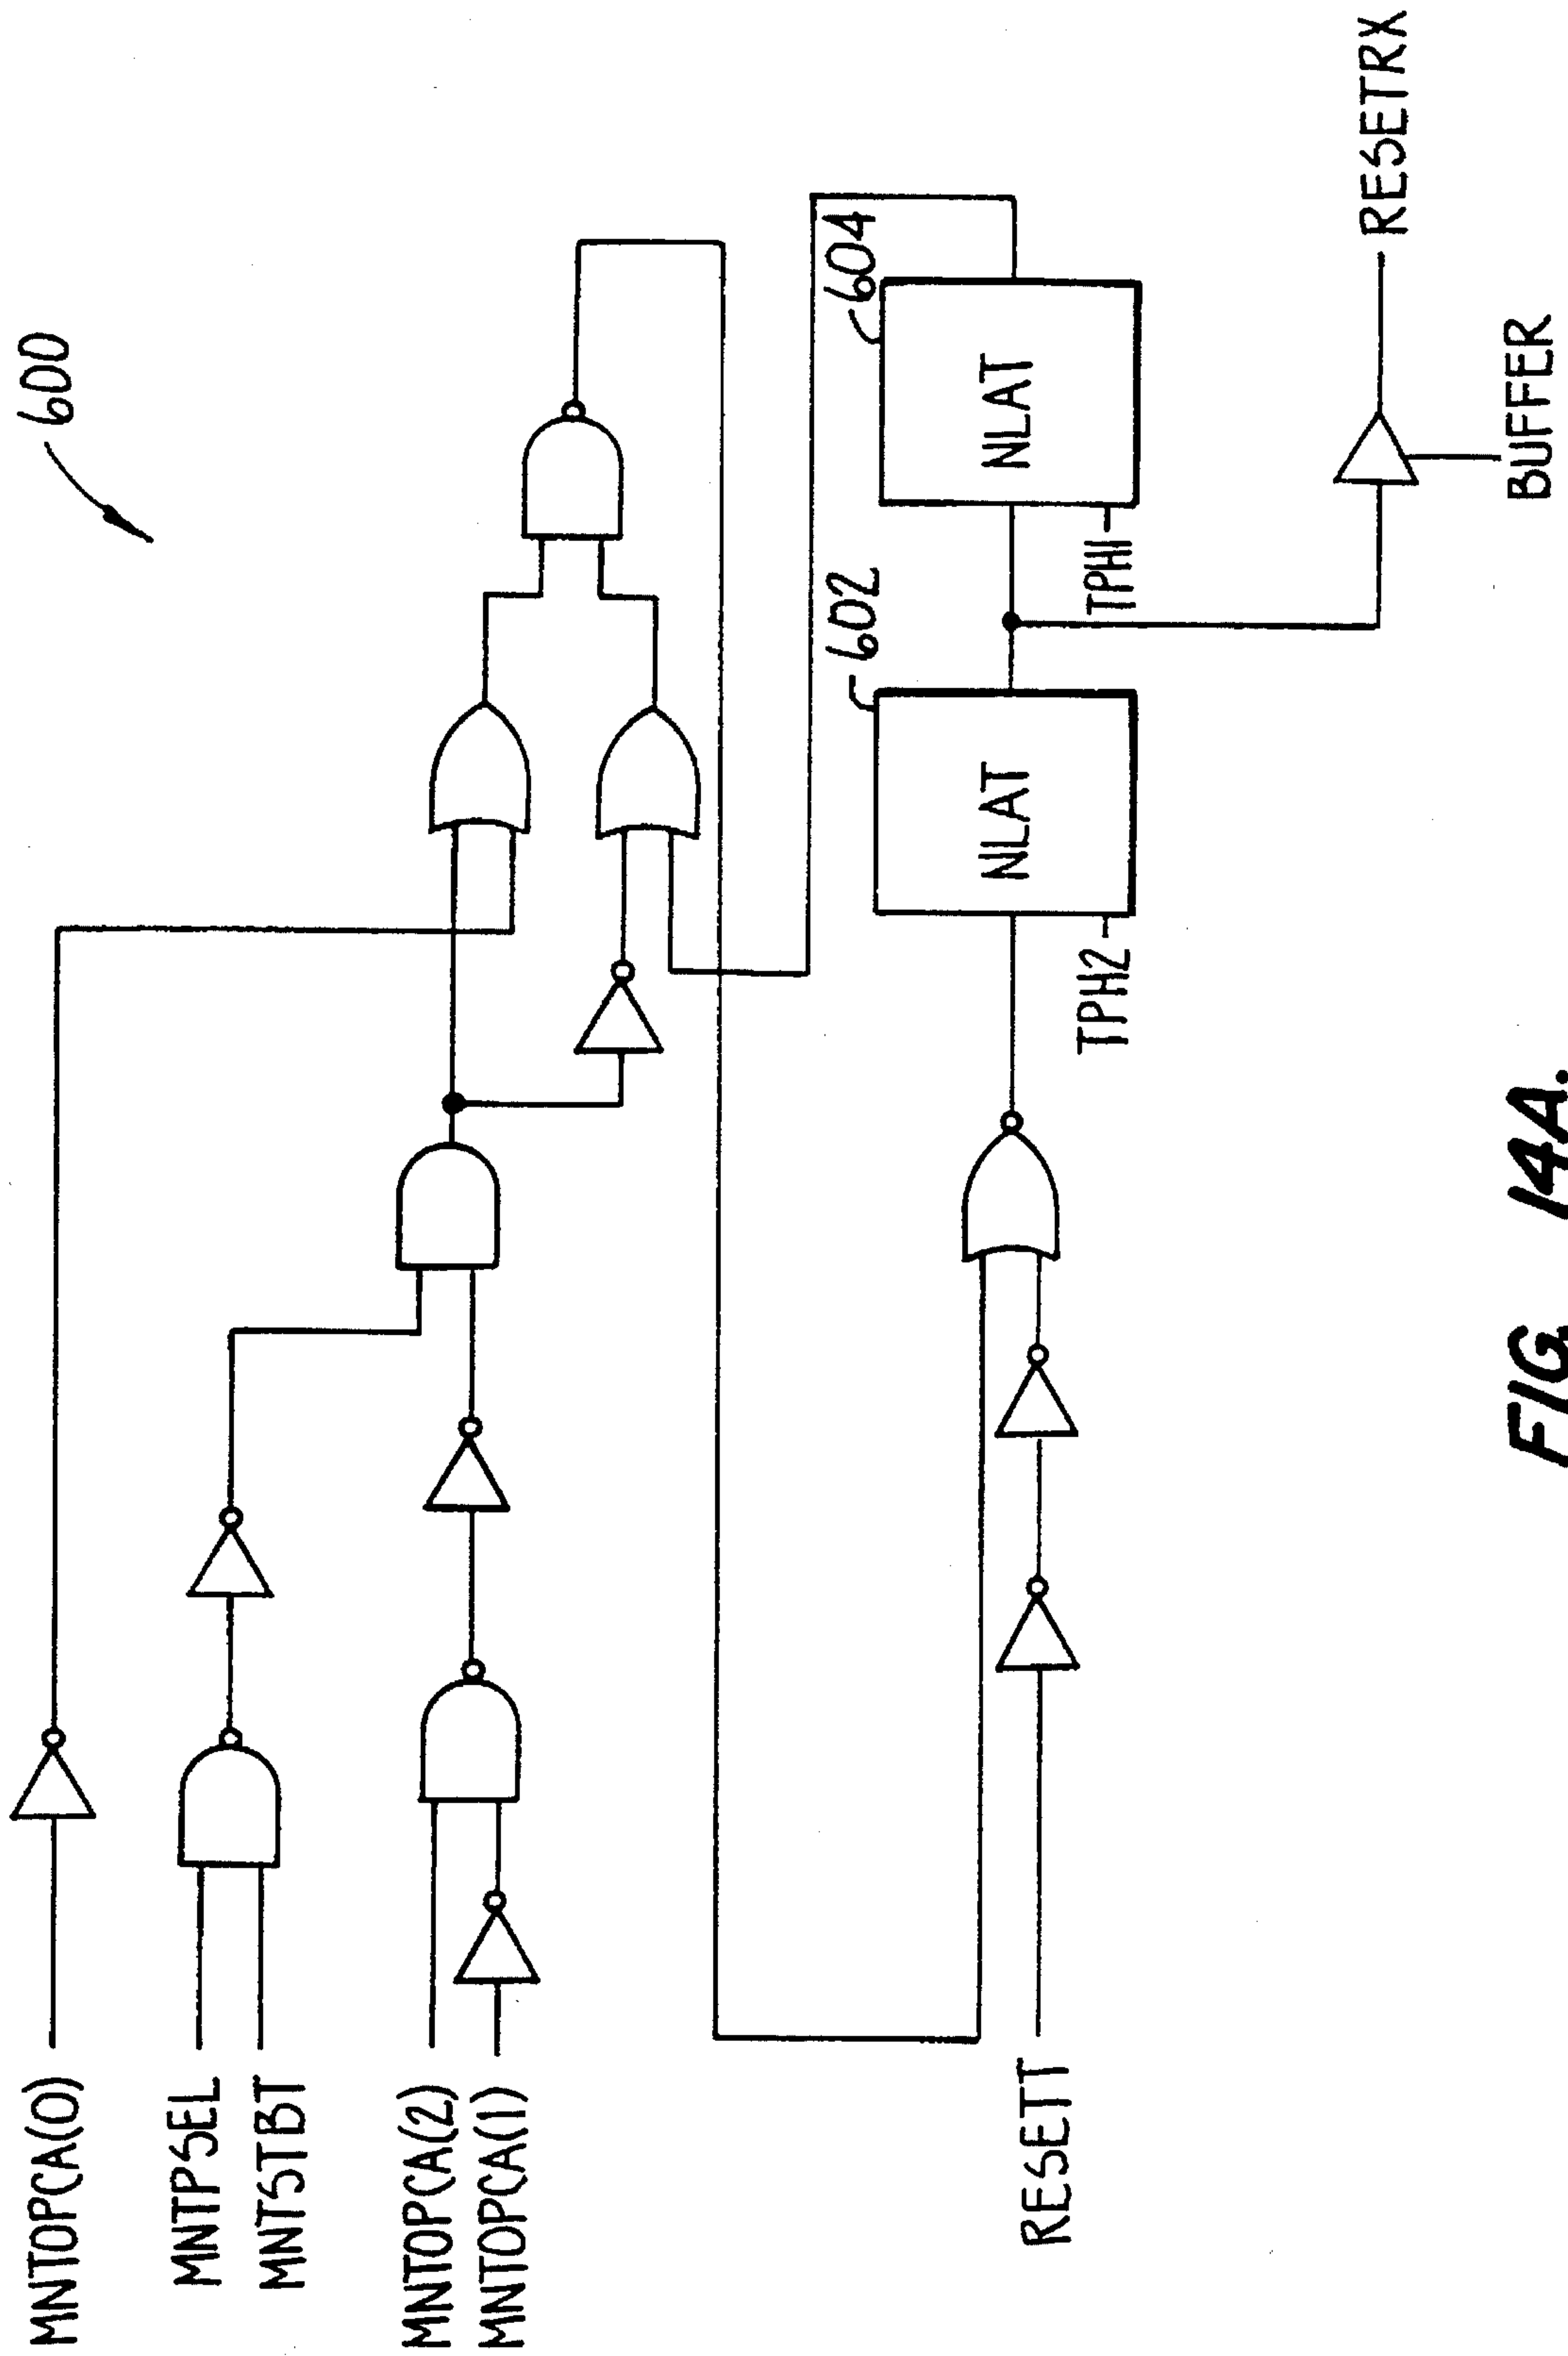 600
MNTOPCA(0)
MNTPSEL
MNTSTBT
MNTOPCA(2)
MNTOPCA(1)
602
604
NLAT
NLAT
TPH2
TPH1
RESETT
RESETRX
BUFFER
FIG. 14A.